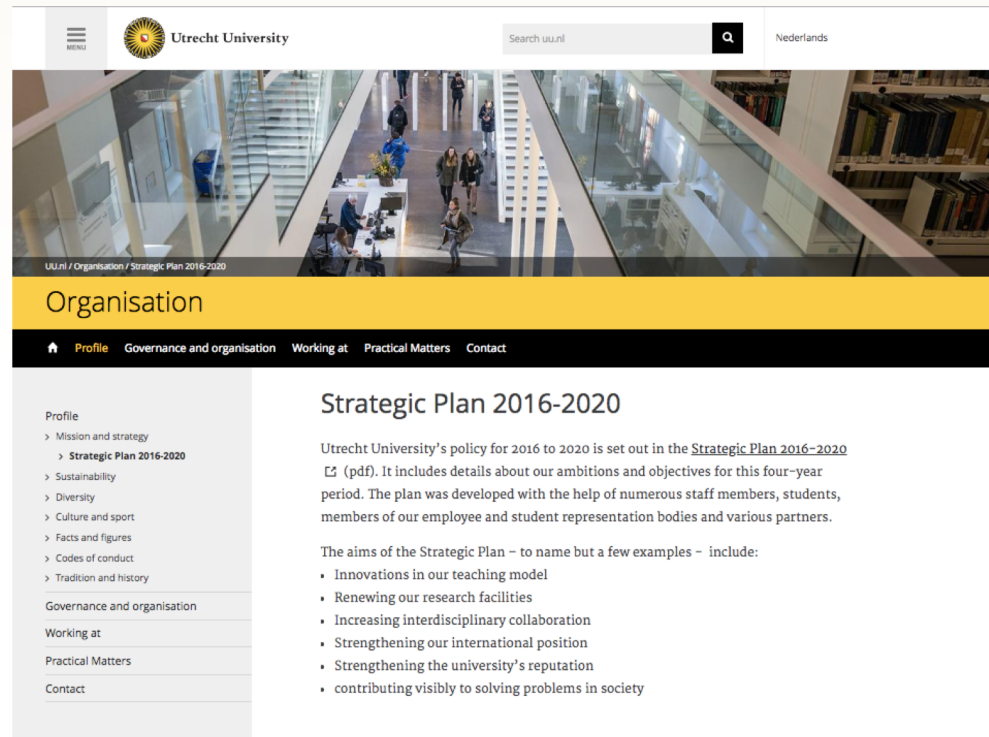 MENU
Utrecht University
Search uu.nl
Nederlands
UU.nl / Organisation / Strategic Plan 2016-2020
Organisation
Profile Governance and organisation Working at Practical Matters Contact
Profile
> Mission and strategy
> Strategic Plan 2016-2020
> Sustainability
> Diversity
> Culture and sport
> Facts and figures
> Codes of conduct
> Tradition and history
Governance and organisation
Working at
Practical Matters
Contact
Strategic Plan 2016-2020
Utrecht University's policy for 2016 to 2020 is set out in the Strategic Plan 2016-2020
(pdf). It includes details about our ambitions and objectives for this four-year
period. The plan was developed with the help of numerous staff members, students,
members of our employee and student representation bodies and various partners.
The aims of the Strategic Plan – to name but a few examples – include:
• Innovations in our teaching model
• Renewing our research facilities
• Increasing interdisciplinary collaboration
• Strengthening our international position
• Strengthening the university's reputation
• contributing visibly to solving problems in society